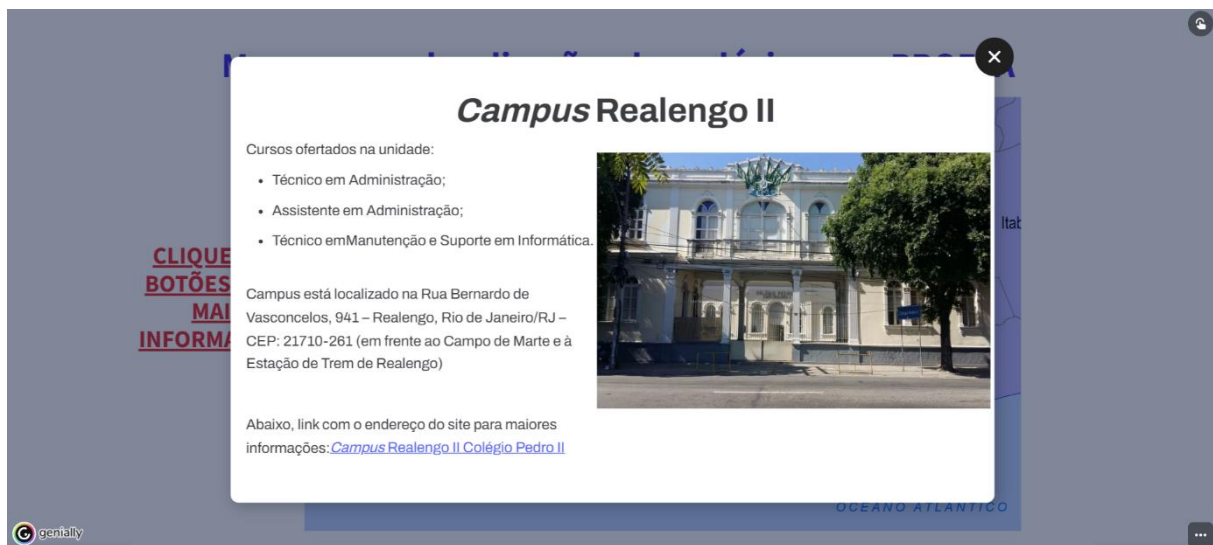 Campus Realengo II
Cursos ofertados na unidade:
• Técnico em Administração;
• Assistente em Administração;
• Técnico emManutenção e Suporte em Informática.
CLIQUE
BOTÕES
MAI
INFORMA
Campus está localizado na Rua Bernardo de
Vasconcelos, 941 – Realengo, Rio de Janeiro/RJ –
CEP: 21710-261 (em frente ao Campo de Marte e à
Estação de Trem de Realengo)
Abaixo, link com o endereço do site para maiores
informações:Campus Realengo II Colégio Pedro II
Itab
OCEANO ATLÂNTICO
genially